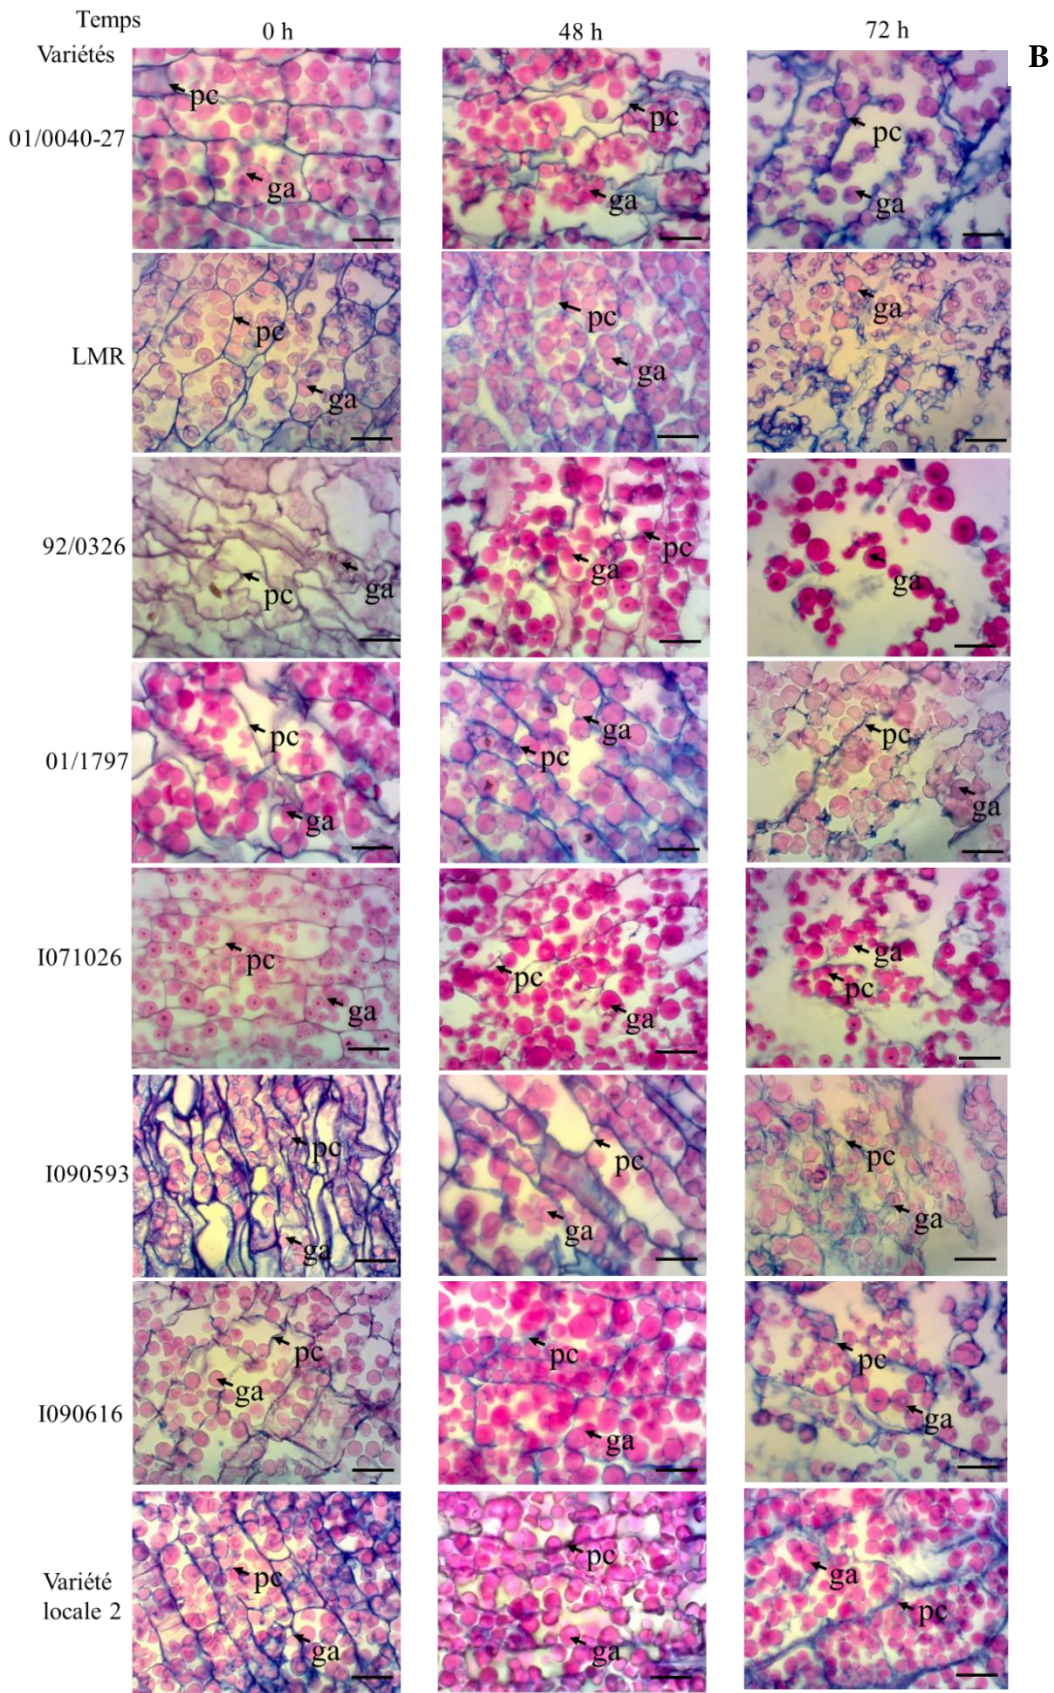 Temps
0 h 48 h 72 h
B
Variétés
01/0040-27
pc pc pc
ga ga ga
LMR
pc pc ga
ga ga
92/0326
pc ga pc ga
ga
01/1797
pc ga pc
ga pc ga
I071026
pc pc ga
ga ga pc
I090593
pc pc pc
ga ga ga
I090616
pc pc pc
ga ga ga
Variété
locale 2
pc pc ga
ga ga pc